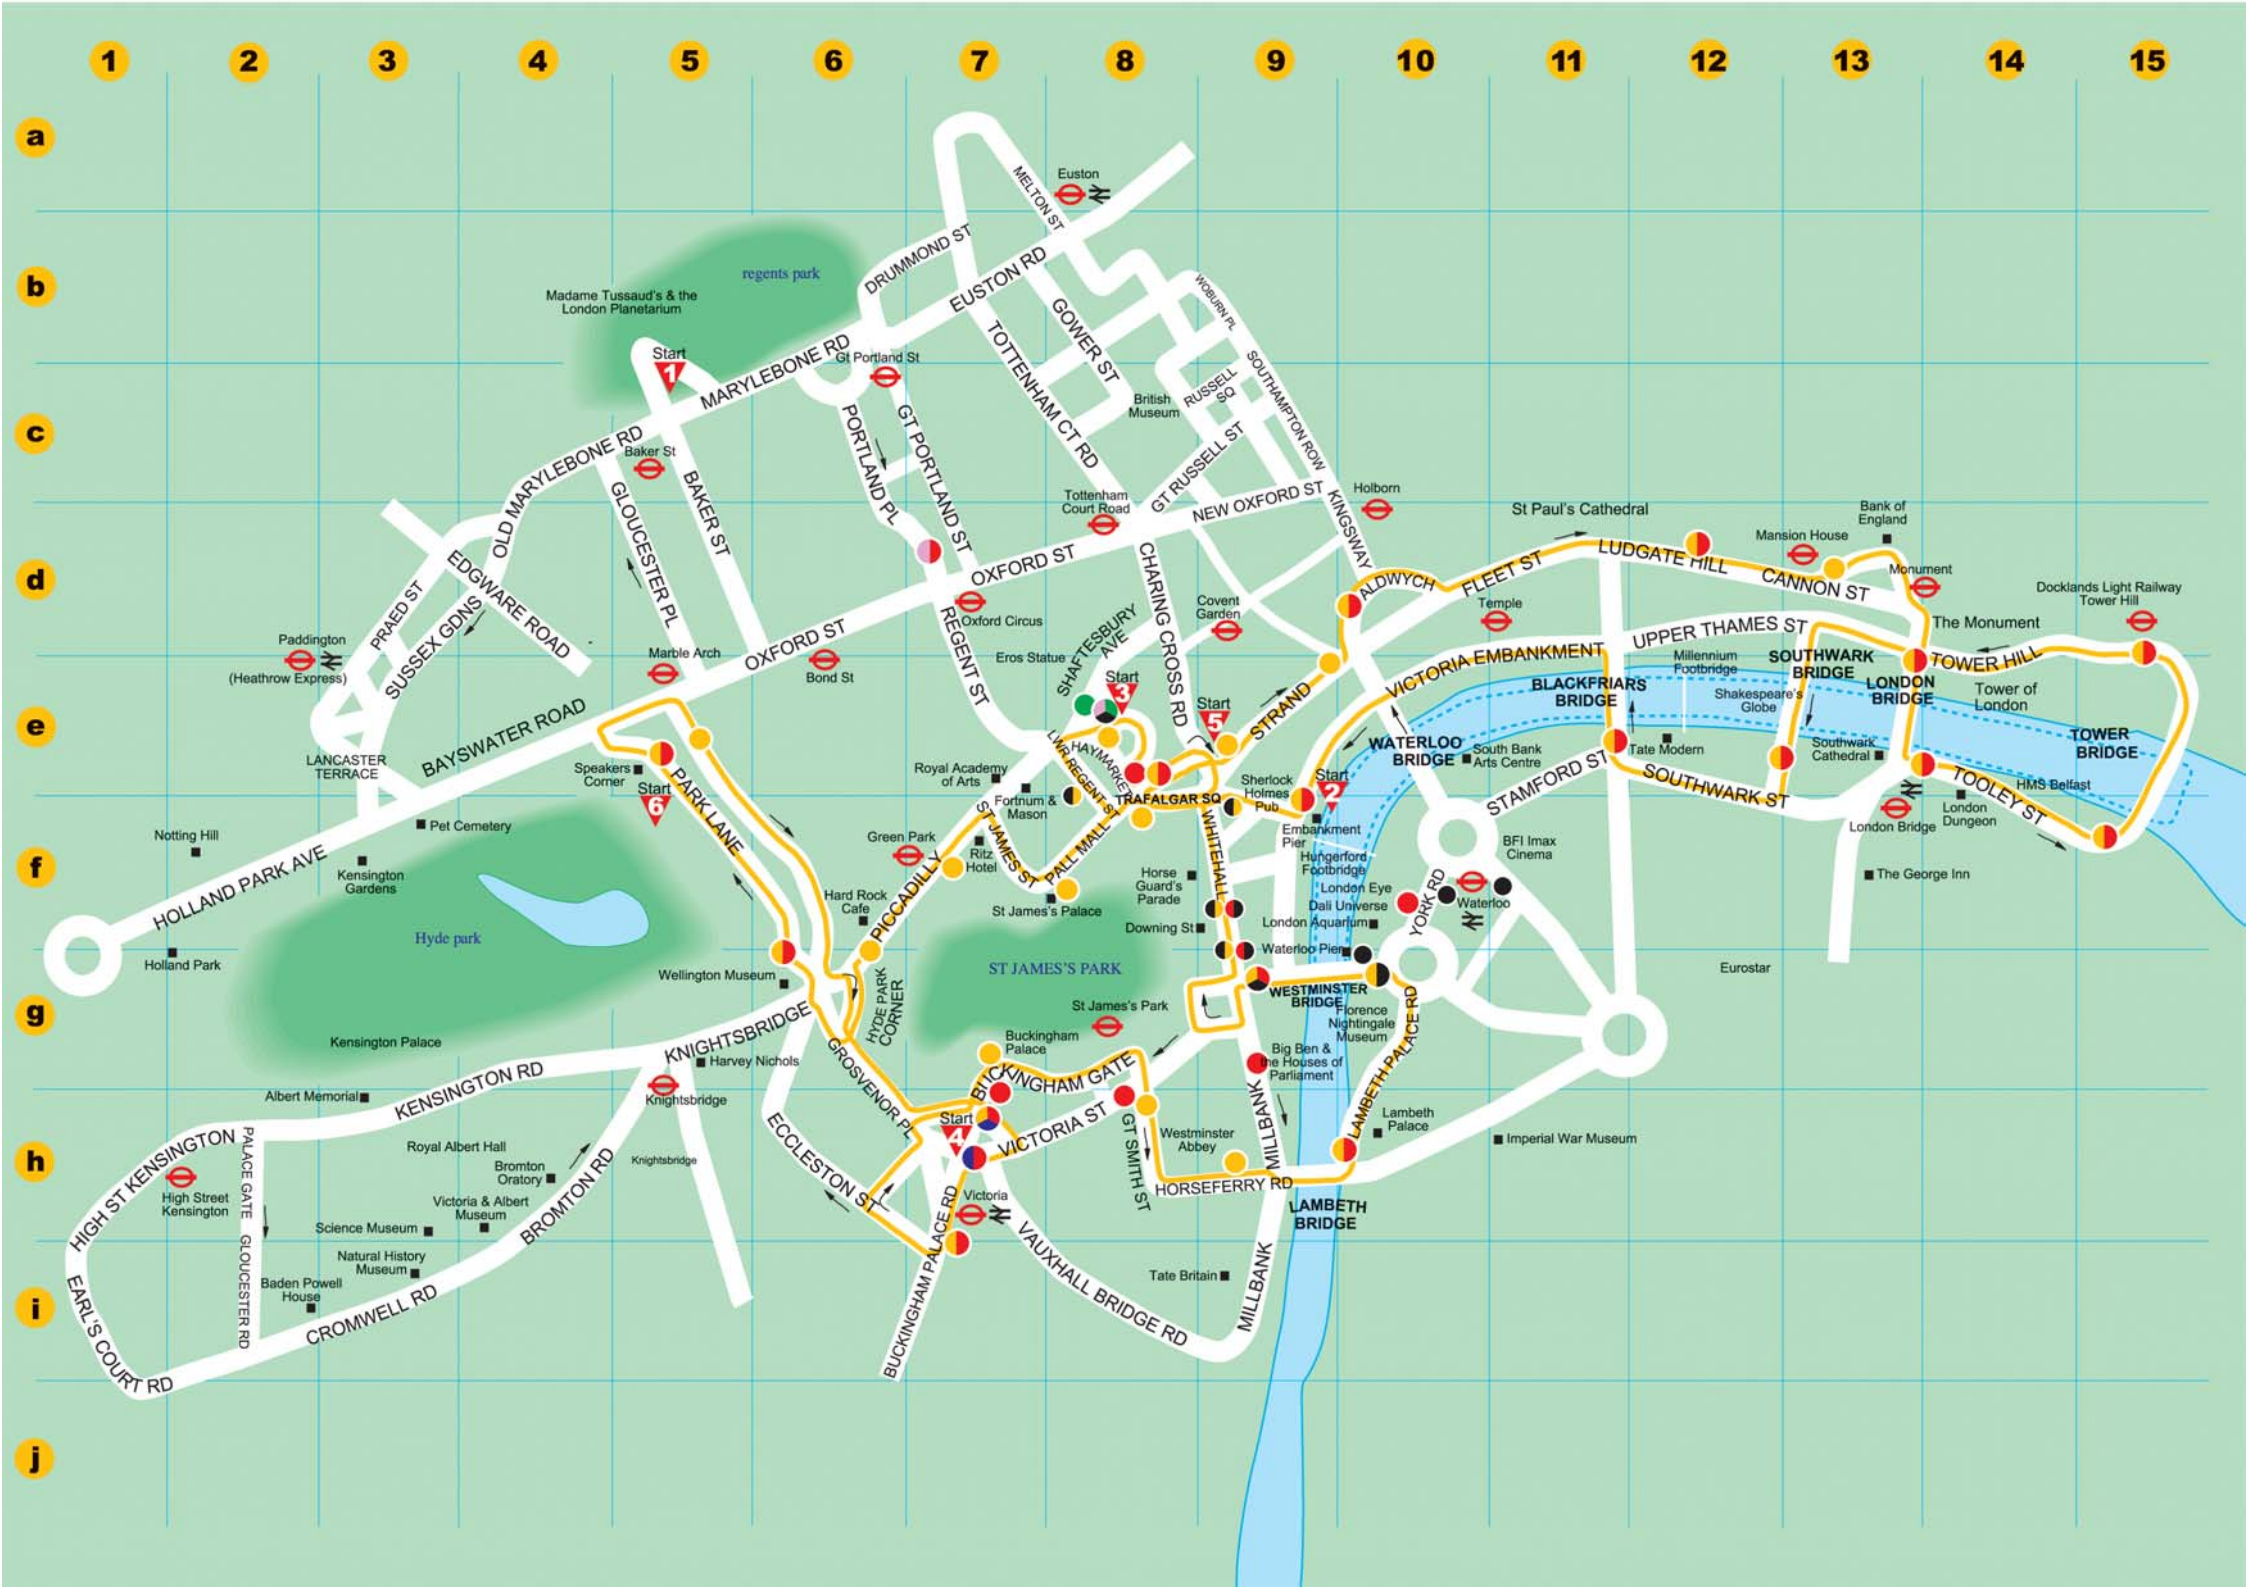 1 2 3 4 5 6 7 8 9 10 11 12 13 14 15
a
MELTON ST
Euston
b
regents park
DRUMMOND ST
EUSTON RD
Madame Tussaud's & the
London Planetarium
GOWER ST
WOBURN PL
TOTTENHAM CT RD
Start
1
MARYLEBONE RD
Gt Portland St
c
British
Museum
RUSSELL
SQ
SOUTHAMPTON ROW
PORTLAND PL
GT PORTLAND ST
GT RUSSELL ST
OLD MARYLEBONE RD
Baker St
GLOUCESTER PL
BAKER ST
Tottenham
Court Road
NEW OXFORD ST
KINGSWAY
Holborn
St Paul's Cathedral
Bank of
England
Mansion House
d
EDGWARE ROAD
PRAED ST
SUSSEX GDNS
OXFORD ST
Oxford Circus
REGENT ST
CHARING CROSS RD
SHAFTESBURY
AVE
Covent
Garden
ALDWYCH
FLEET ST
LUDGATE HILL
CANNON ST
Monument
Temple
Docklands Light Railway
Tower Hill
The Monument
Paddington
(Heathrow Express)
Marble Arch
OXFORD ST
Bond St
Eros Statue
UPPER THAMES ST
Millennium
Footbridge
SOUTHWARK
BRIDGE
TOWER HILL
VICTORIA EMBANKMENT
BLACKFRIARS
BRIDGE
Shakespeare's
Globe
LONDON
BRIDGE
Tower of
London
e
Start
3
Start
5
STRAND
LANCASTER
TERRACE
BAYSWATER ROAD
Speakers
Corner
Start
6
PARK LANE
Royal Academy
of Arts
Fortnum &
Mason
LWR REGENT ST
HAYMARKET
TRAFALGAR SQ
Sherlock
Holmes
Pub
Start
2
WATERLOO
BRIDGE
South Bank
Arts Centre
STAMFORD ST
Tate Modern
SOUTHWARK ST
Southwark
Cathedral
TOOLEY ST
HMS Belfast
TOWER
BRIDGE
London
Dungeon
London Bridge
f
Notting Hill
Pet Cemetery
HOLLAND PARK AVE
Kensington
Gardens
Green Park
Ritz
Hotel
ST JAMES ST
PALL MALL
WHITEHALL
Embankment
Pier
Hungerford
Footbridge
BFI Imax
Cinema
Hard Rock
Cafe
PICCADILLY
St James's Palace
Horse
Guard's
Parade
London Eye
Dali Universe
London Aquarium
YORK RD
Waterloo
The George Inn
Downing St
Hyde park
Holland Park
Wellington Museum
HYDE PARK
CORNER
ST JAMES'S PARK
Waterloo Pier
Eurostar
WESTMINSTER
BRIDGE
Florence
Nightingale
Museum
g
Kensington Palace
KNIGHTSBRIDGE
Harvey Nichols
GROSVENOR PL
St James's Park
Buckingham
Palace
BUCKINGHAM GATE
Big Ben &
the Houses of
Parliament
LAMBETH PALACE RD
Albert Memorial
KENSINGTON RD
Knightsbridge
h
HIGH ST KENSINGTON
PALACE GATE
GLOUCESTER RD
Royal Albert Hall
Bromton
Oratory
Knightsbridge
ECCLESTON ST
Start
4
VICTORIA ST
GT SMITH ST
Westminster
Abbey
MILLBANK
Lambeth
Palace
Imperial War Museum
High Street
Kensington
Victoria & Albert
Museum
Science Museum
BROMTON RD
Victoria
HORSEFERRY RD
LAMBETH
BRIDGE
i
EARL'S COURT RD
Natural History
Museum
Baden Powell
House
CROMWELL RD
BUCKINGHAM PALACE RD
VAUXHALL BRIDGE RD
Tate Britain
MILLBANK
j